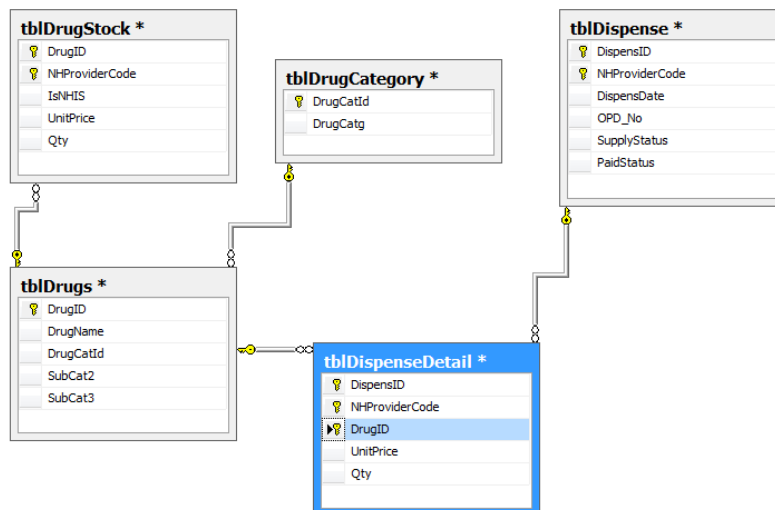 tblDrugStock *
DrugID
NHProviderCode
IsNHIS
UnitPrice
Qty
tblDrugCategory *
DrugCatId
DrugCatg
tblDispense *
DispensID
NHProviderCode
DispensDate
OPD_No
SupplyStatus
PaidStatus
tblDrugs *
DrugID
DrugName
DrugCatId
SubCat2
SubCat3
tblDispenseDetail *
DispensID
NHProviderCode
DrugID
UnitPrice
Qty